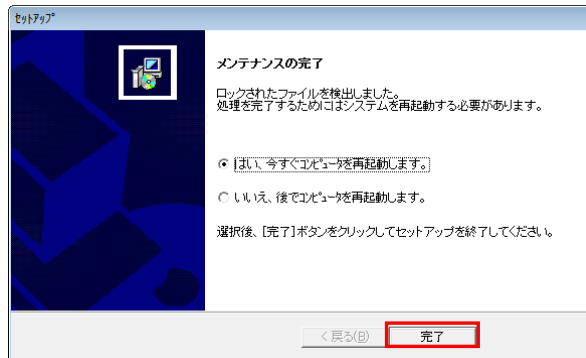 ｾｯﾄｱｯﾌﾟ
メンテナンスの完了
ロックされたファイルを検出しました。
処理を完了するためにはシステムを再起動する必要があります。
はい、今すぐｺﾝﾋﾟｭｰﾀを再起動します。
いいえ、後でｺﾝﾋﾟｭｰﾀを再起動します。
選択後、[完了]ボタンをクリックしてセットアップを終了してください。
< 戻る(B)
完了